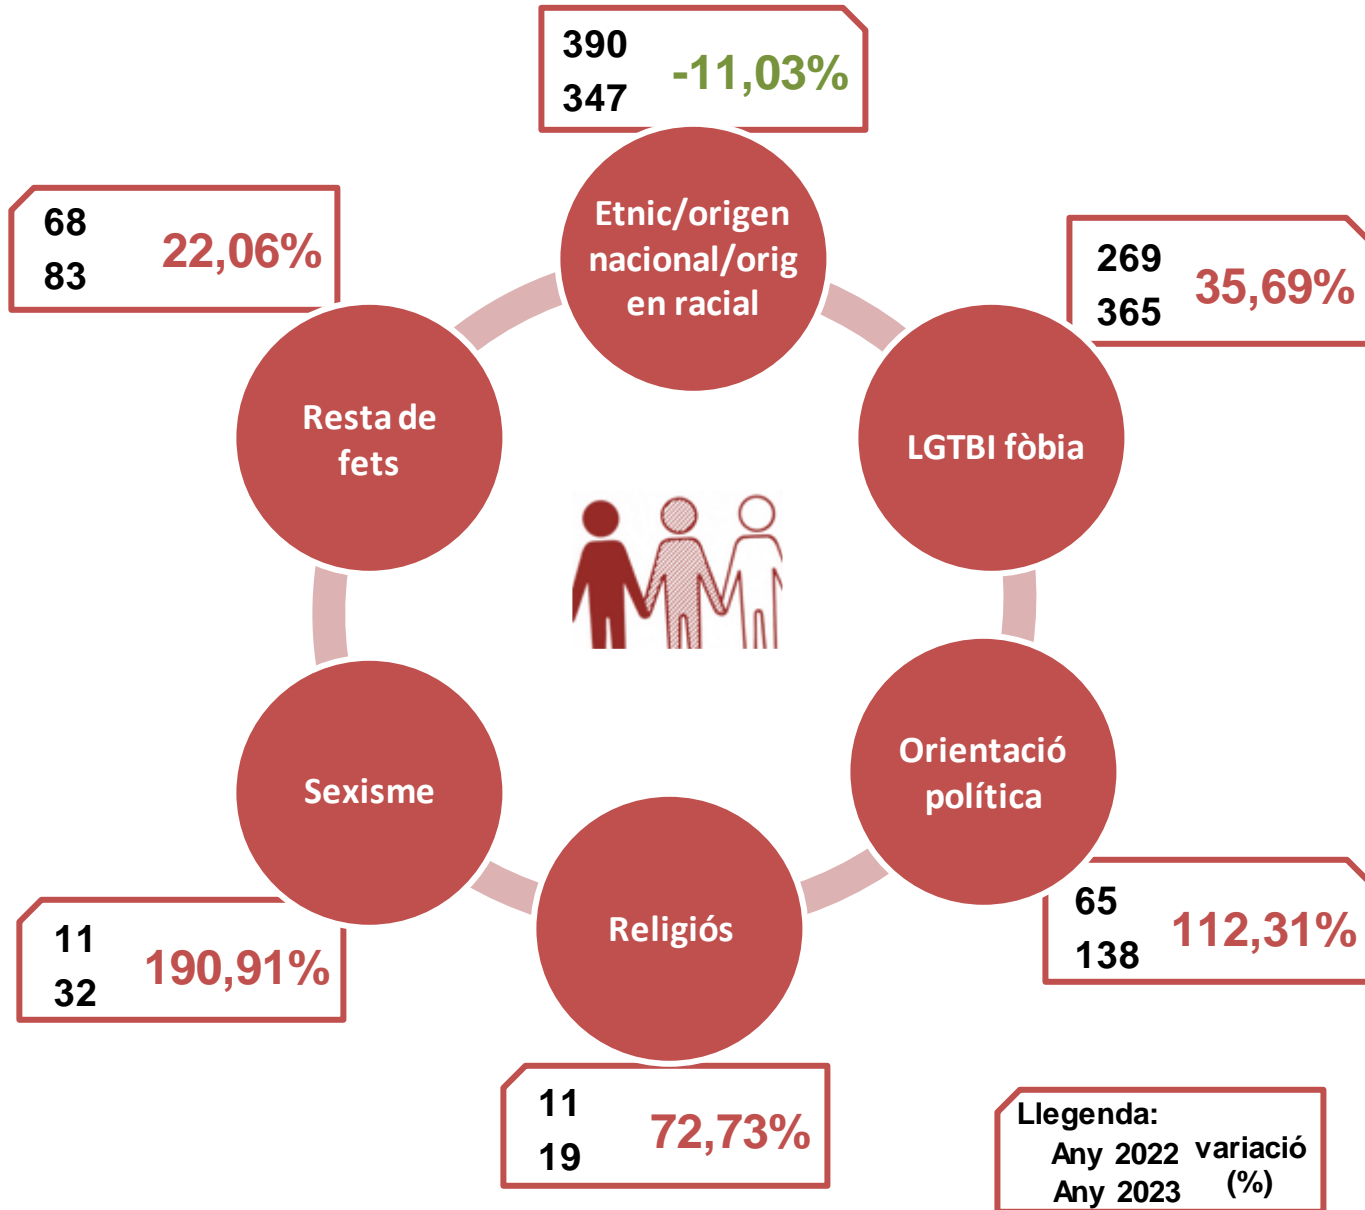 390
347
-11,03%
Etnic/origen
nacional/orig
en racial
68
83
22,06%
269
365
35,69%
Resta de
fets
LGTBI fòbia
Sexisme
Orientació
política
Religiós
11
32
190,91%
65
138
112,31%
11
19
72,73%
Llegenda:
Any 2022
Any 2023
variació
(%)